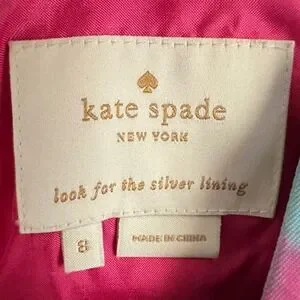 kate spade
NEW YORK
look for the silver lining
8
MADE IN CHINA